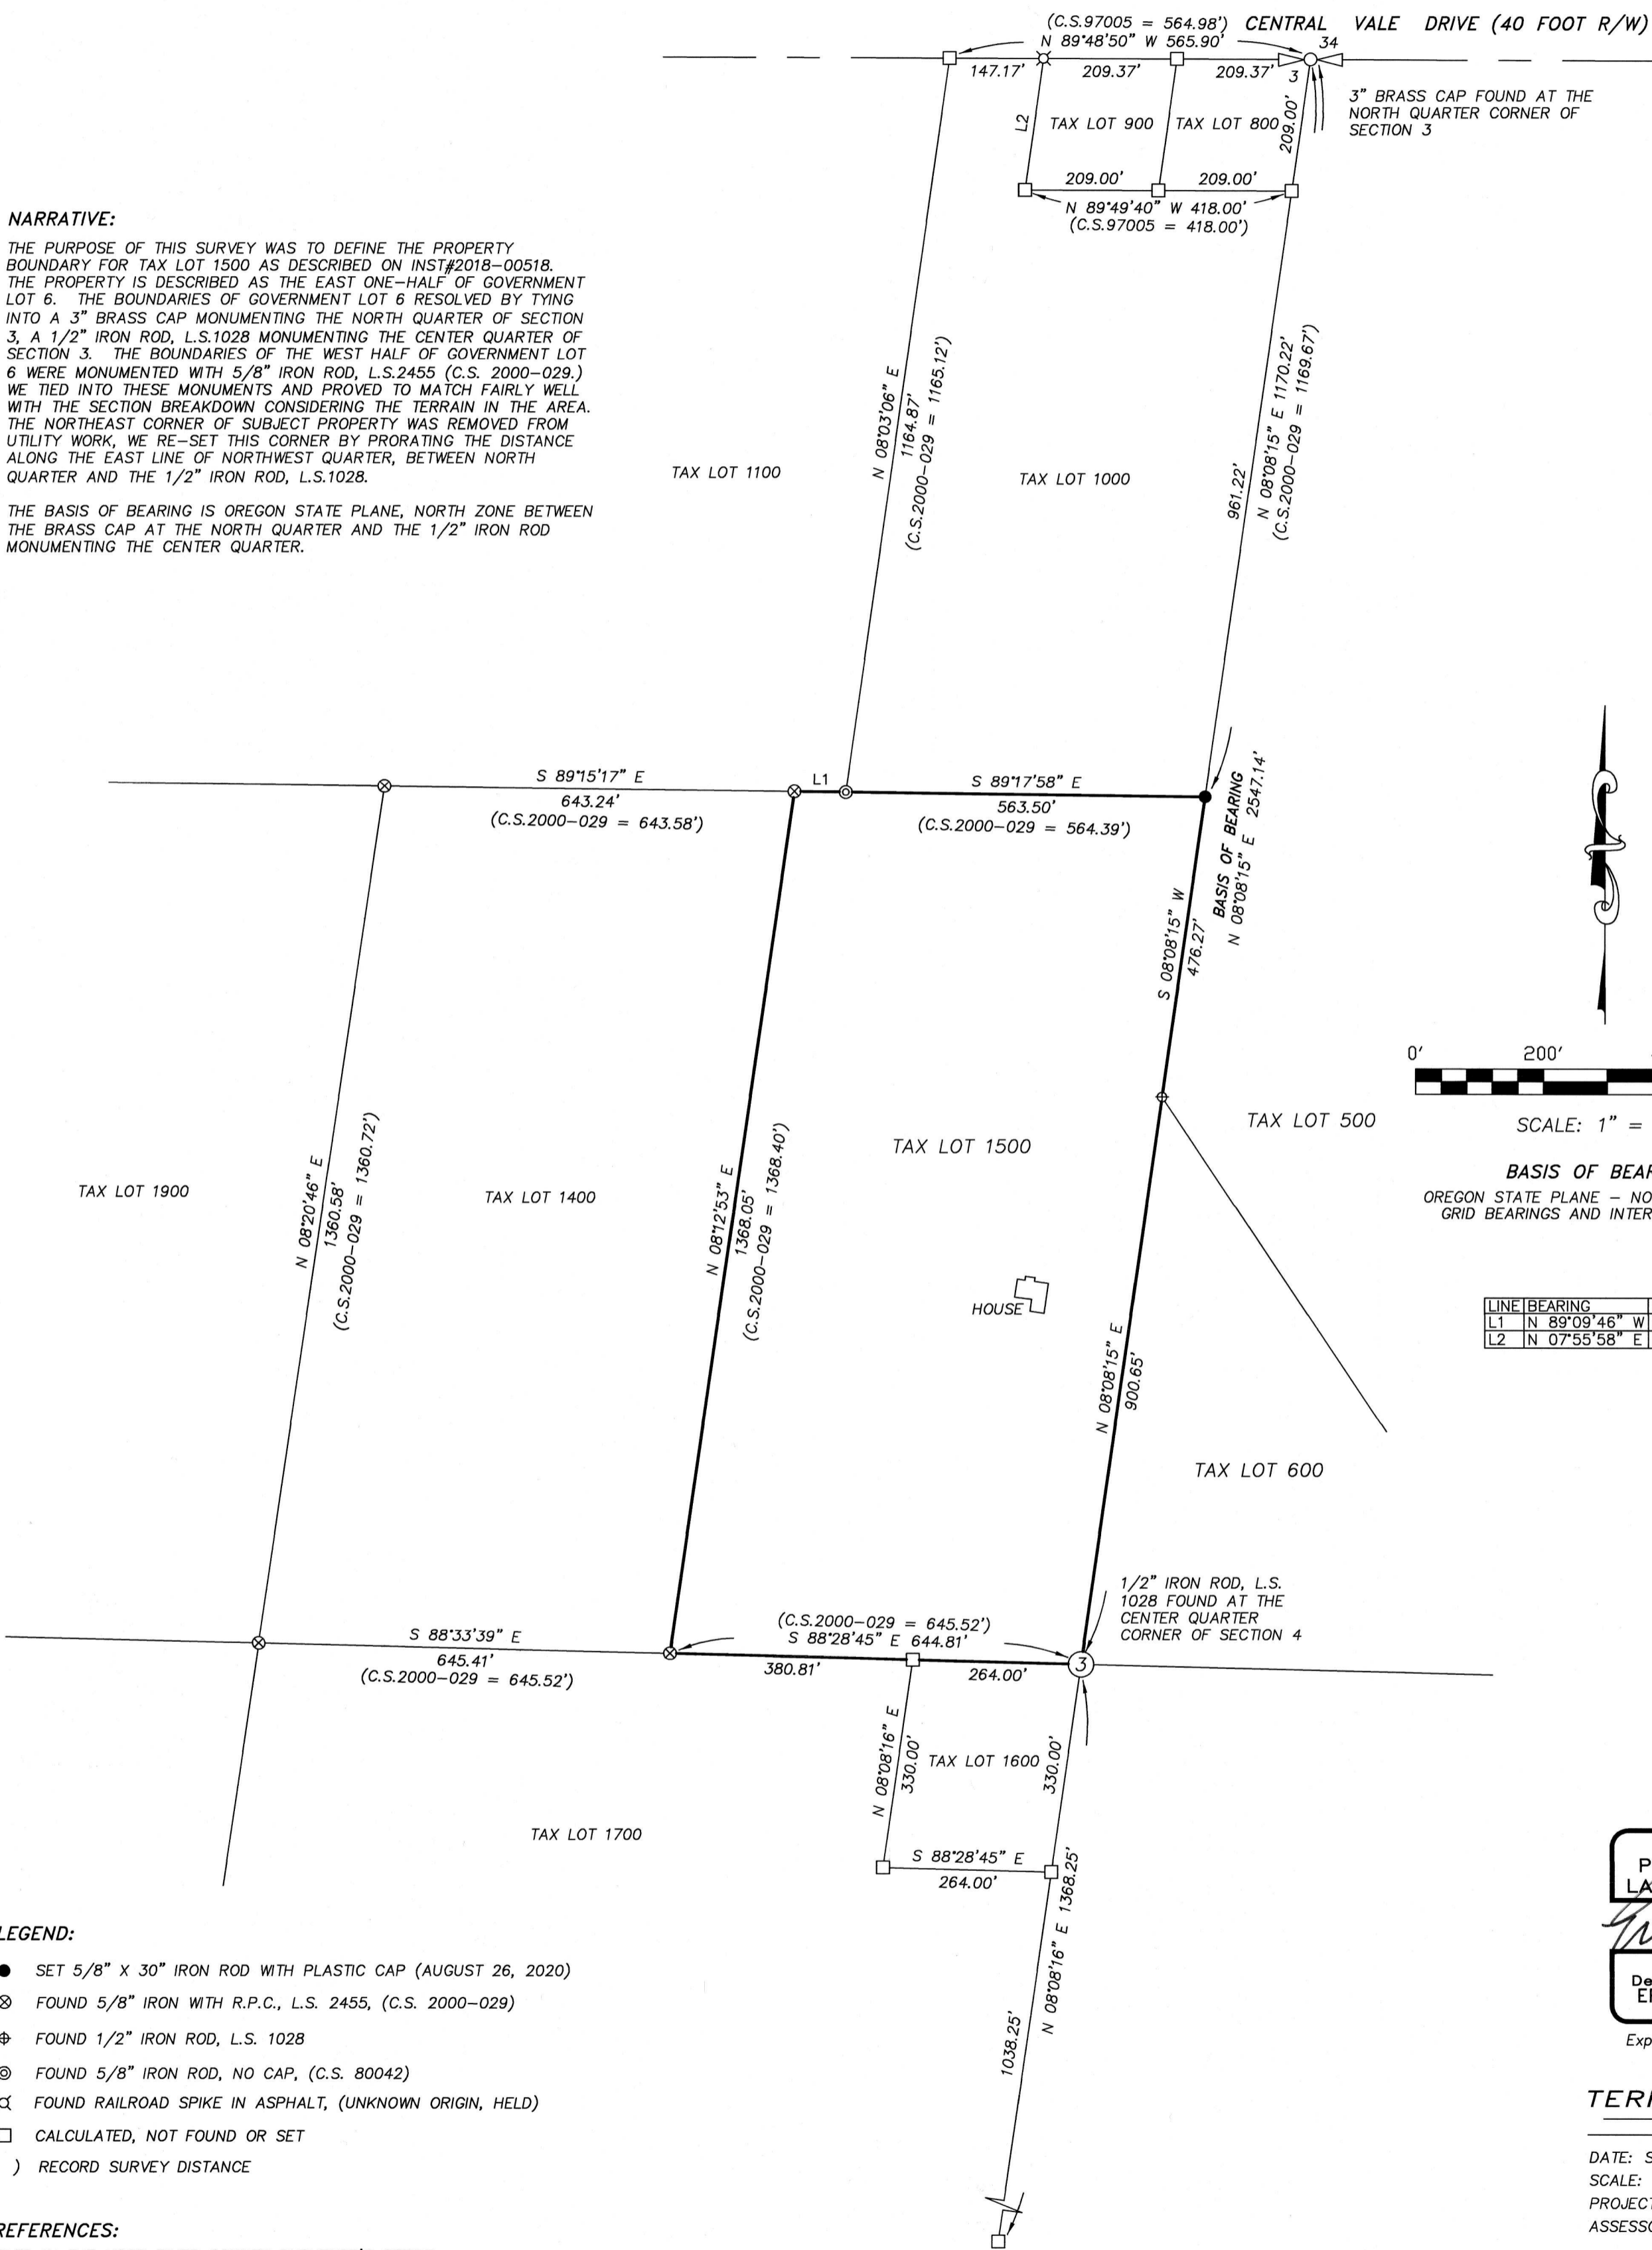 (C.S.97005 = 564.98') CENTRAL VALE DRIVE (40 FOOT R/W)
N 89°48'50" W 565.90'
34
147.17'
209.37'
209.37'
3
3" BRASS CAP FOUND AT THE
NORTH QUARTER CORNER OF
SECTION 3
L2
TAX LOT 900
TAX LOT 800
209.00'
209.00'
209.00'
N 89°49'40" W 418.00'
(C.S.97005 = 418.00')
NARRATIVE:
THE PURPOSE OF THIS SURVEY WAS TO DEFINE THE PROPERTY
BOUNDARY FOR TAX LOT 1500 AS DESCRIBED ON INST#2018-00518.
THE PROPERTY IS DESCRIBED AS THE EAST ONE-HALF OF GOVERNMENT
LOT 6. THE BOUNDARIES OF GOVERNMENT LOT 6 RESOLVED BY TYING
INTO A 3" BRASS CAP MONUMENTING THE NORTH QUARTER OF SECTION
3, A 1/2" IRON ROD, L.S.1028 MONUMENTING THE CENTER QUARTER OF
SECTION 3. THE BOUNDARIES OF THE WEST HALF OF GOVERNMENT LOT
6 WERE MONUMENTED WITH 5/8" IRON ROD, L.S.2455 (C.S. 2000-029.)
WE TIED INTO THESE MONUMENTS AND PROVED TO MATCH FAIRLY WELL
WITH THE SECTION BREAKDOWN CONSIDERING THE TERRAIN IN THE AREA.
THE NORTHEAST CORNER OF SUBJECT PROPERTY WAS REMOVED FROM
UTILITY WORK, WE RE-SET THIS CORNER BY PRORATING THE DISTANCE
ALONG THE EAST LINE OF NORTHWEST QUARTER, BETWEEN NORTH
QUARTER AND THE 1/2" IRON ROD, L.S.1028.
THE BASIS OF BEARING IS OREGON STATE PLANE, NORTH ZONE BETWEEN
THE BRASS CAP AT THE NORTH QUARTER AND THE 1/2" IRON ROD
MONUMENTING THE CENTER QUARTER.
TAX LOT 1100
N 08°03'06" E
1164.87'
(C.S.2000-029 = 1165.12')
TAX LOT 1000
961.22'
N 08°08'15" E 1170.22'
(C.S.2000-029 = 1169.67')
S 89°15'17" E
643.24'
(C.S.2000-029 = 643.58')
L1
S 89°17'58" E
563.50'
(C.S.2000-029 = 564.39')
BASIS OF BEARING
N 08°08'15" E 2547.14'
S 08°08'15" W
476.27'
0'
200'
SCALE: 1" =
BASIS OF BEAR
OREGON STATE PLANE - NO
GRID BEARINGS AND INTER
TAX LOT 500
TAX LOT 1500
TAX LOT 1900
N 08°20'46" E
1360.58'
(C.S.2000-029 = 1360.72')
TAX LOT 1400
N 08°12'53" E
1368.05'
(C.S.2000-029 = 1368.40')
HOUSE
N 08°08'15" E
900.65'
LINE BEARING
L1 N 89°09'46" W
L2 N 07°55'58" E
TAX LOT 600
1/2" IRON ROD, L.S.
1028 FOUND AT THE
CENTER QUARTER
CORNER OF SECTION 4
(C.S.2000-029 = 645.52')
S 88°28'45" E 644.81'
S 88°33'39" E
645.41'
(C.S.2000-029 = 645.52')
380.81'
264.00'
3
N 08°08'16" E
330.00'
TAX LOT 1600
330.00'
TAX LOT 1700
S 88°28'45" E
264.00'
N 08°08'16" E 1368.25'
1038.25'
LEGEND:
SET 5/8" X 30" IRON ROD WITH PLASTIC CAP (AUGUST 26, 2020)
FOUND 5/8" IRON WITH R.P.C., L.S. 2455, (C.S. 2000-029)
FOUND 1/2" IRON ROD, L.S. 1028
FOUND 5/8" IRON ROD, NO CAP, (C.S. 80042)
FOUND RAILROAD SPIKE IN ASPHALT, (UNKNOWN ORIGIN, HELD)
CALCULATED, NOT FOUND OR SET
) RECORD SURVEY DISTANCE
REFERENCES:
P
LA
De
Exp
TER
DATE: S
SCALE:
PROJECT
ASSESSO